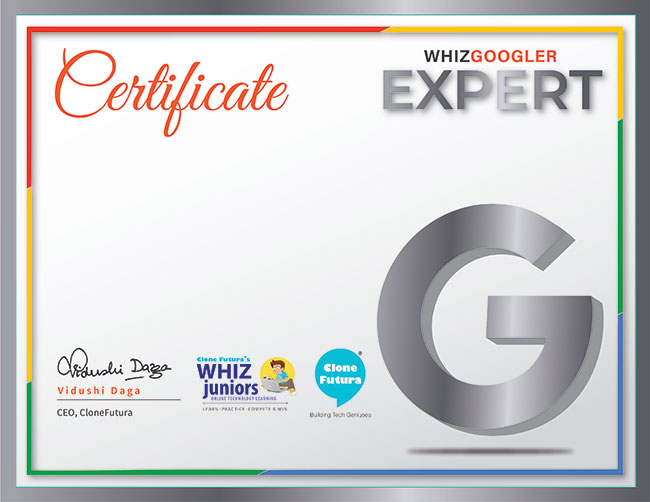 Certificate
WHIZGOOGLER
EXPERT
G
Vidushi Daga
Vidushi Daga
CEO, CloneFutura
Clone Futura's
WHIZ
juniors
ONLINE TECHNOLOGY LEARNING
LEARN • PRACTICE • COMPETE & WIN
Clone
Futura
®
Building Tech Geniuses